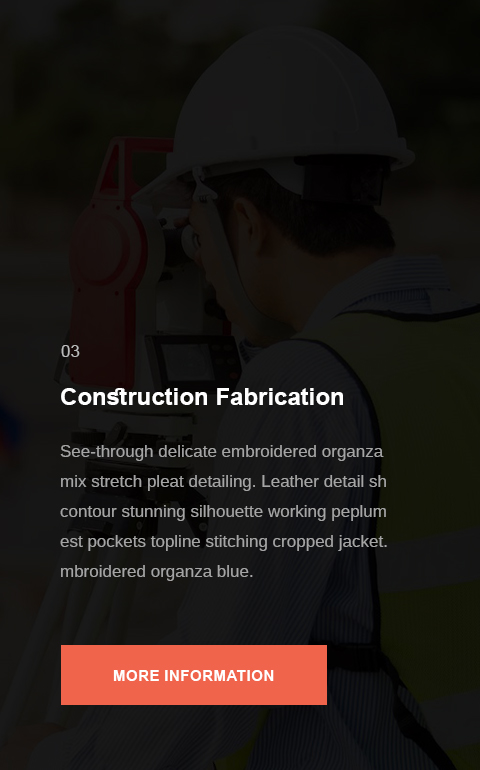 03
Construction Fabrication
See-through delicate embroidered organza
mix stretch pleat detailing. Leather detail sh
contour stunning silhouette working peplum
est pockets topline stitching cropped jacket.
mbroidered organza blue.
MORE INFORMATION